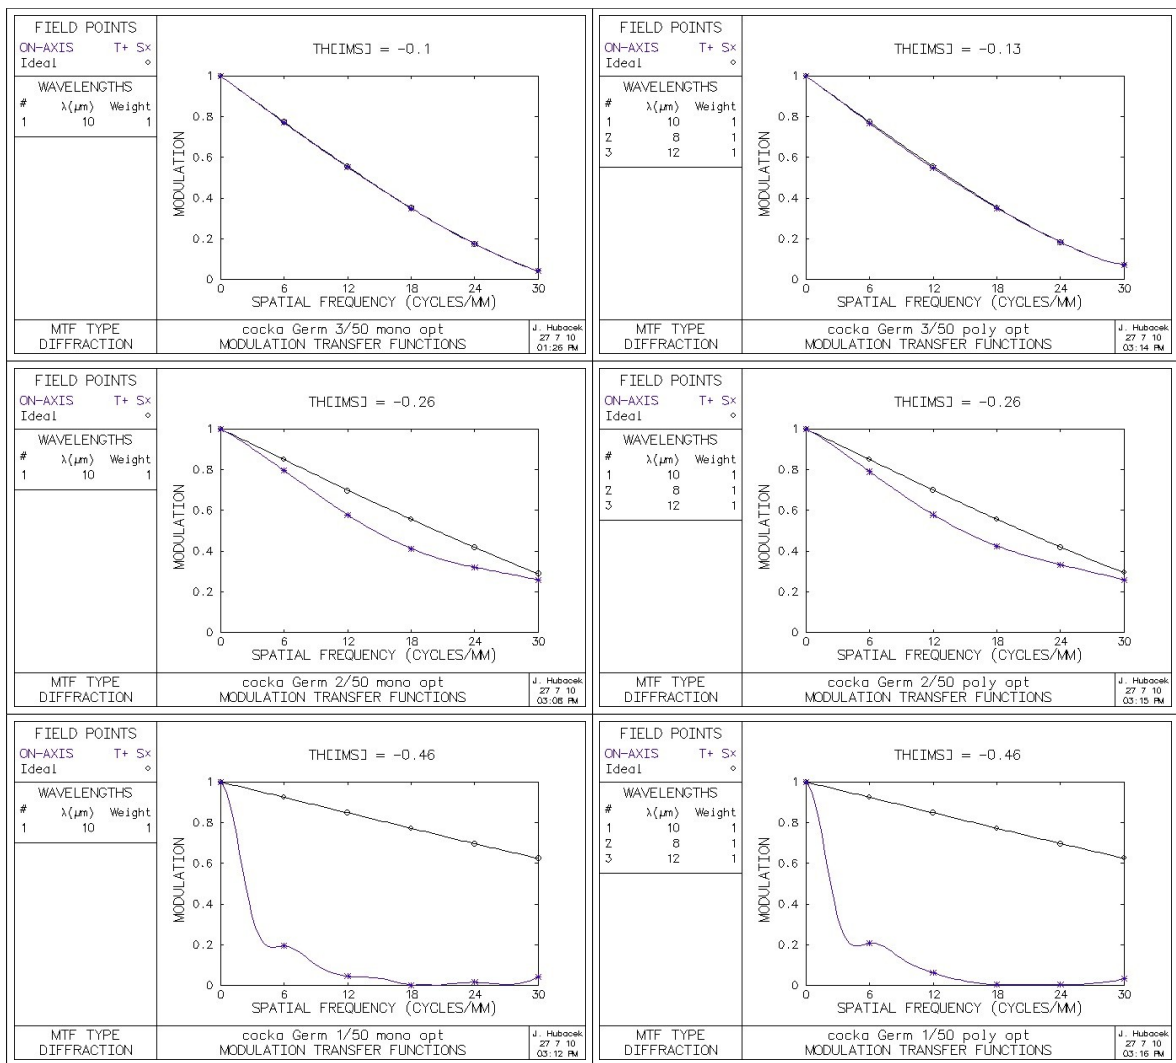 FIELD POINTS
ON-AXIS T+ S×
Ideal ◇
WAVELENGTHS
# λ(μm) Weight
1 10 1
TH[IMS] = -0.1
MODULATION
1
0.8
0.6
0.4
0.2
0
0 6 12 18 24 30
SPATIAL FREQUENCY (CYCLES/MM)
MTF TYPE
DIFFRACTION
cocka Germ 3/50 mono opt
MODULATION TRANSFER FUNCTIONS
J. Hubacek
27 7 10
01:26 PM
FIELD POINTS
ON-AXIS T+ S×
Ideal ◇
WAVELENGTHS
# λ(μm) Weight
1 10 1
2 8 1
3 12 1
TH[IMS] = -0.13
MODULATION
1
0.8
0.6
0.4
0.2
0
0 6 12 18 24 30
SPATIAL FREQUENCY (CYCLES/MM)
MTF TYPE
DIFFRACTION
cocka Germ 3/50 poly opt
MODULATION TRANSFER FUNCTIONS
J. Hubacek
27 7 10
03:14 PM
FIELD POINTS
ON-AXIS T+ S×
Ideal ◇
WAVELENGTHS
# λ(μm) Weight
1 10 1
TH[IMS] = -0.26
MODULATION
1
0.8
0.6
0.4
0.2
0
0 6 12 18 24 30
SPATIAL FREQUENCY (CYCLES/MM)
MTF TYPE
DIFFRACTION
cocka Germ 2/50 mono opt
MODULATION TRANSFER FUNCTIONS
J. Hubacek
27 7 10
03:08 PM
FIELD POINTS
ON-AXIS T+ S×
Ideal ◇
WAVELENGTHS
# λ(μm) Weight
1 10 1
2 8 1
3 12 1
TH[IMS] = -0.26
MODULATION
1
0.8
0.6
0.4
0.2
0
0 6 12 18 24 30
SPATIAL FREQUENCY (CYCLES/MM)
MTF TYPE
DIFFRACTION
cocka Germ 2/50 poly opt
MODULATION TRANSFER FUNCTIONS
J. Hubacek
27 7 10
03:15 PM
FIELD POINTS
ON-AXIS T+ S×
Ideal ◇
WAVELENGTHS
# λ(μm) Weight
1 10 1
TH[IMS] = -0.46
MODULATION
1
0.8
0.6
0.4
0.2
0
0 6 12 18 24 30
SPATIAL FREQUENCY (CYCLES/MM)
MTF TYPE
DIFFRACTION
cocka Germ 1/50 mono opt
MODULATION TRANSFER FUNCTIONS
J. Hubacek
27 7 10
03:12 PM
FIELD POINTS
ON-AXIS T+ S×
Ideal ◇
WAVELENGTHS
# λ(μm) Weight
1 10 1
2 8 1
3 12 1
TH[IMS] = -0.46
MODULATION
1
0.8
0.6
0.4
0.2
0
0 6 12 18 24 30
SPATIAL FREQUENCY (CYCLES/MM)
MTF TYPE
DIFFRACTION
cocka Germ 1/50 poly opt
MODULATION TRANSFER FUNCTIONS
J. Hubacek
27 7 10
03:16 PM